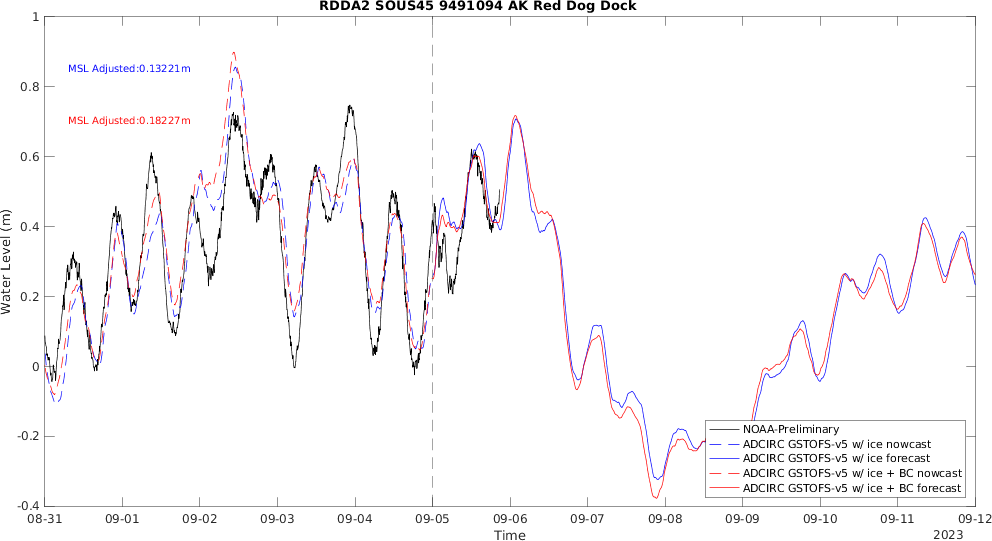 RDDA2 SOUS45 9491094 AK Red Dog Dock
MSL Adjusted:0.13221m
MSL Adjusted:0.18227m
Water Level (m)
1
0.8
0.6
0.4
0.2
0
-0.2
-0.4
NOAA-Preliminary
ADCIRC GSTOFS-v5 w/ ice nowcast
ADCIRC GSTOFS-v5 w/ ice forecast
ADCIRC GSTOFS-v5 w/ ice + BC nowcast
ADCIRC GSTOFS-v5 w/ ice + BC forecast
08-31 09-01 09-02 09-03 09-04 09-05 09-06 09-07 09-08 09-09 09-10 09-11 09-12
Time
2023